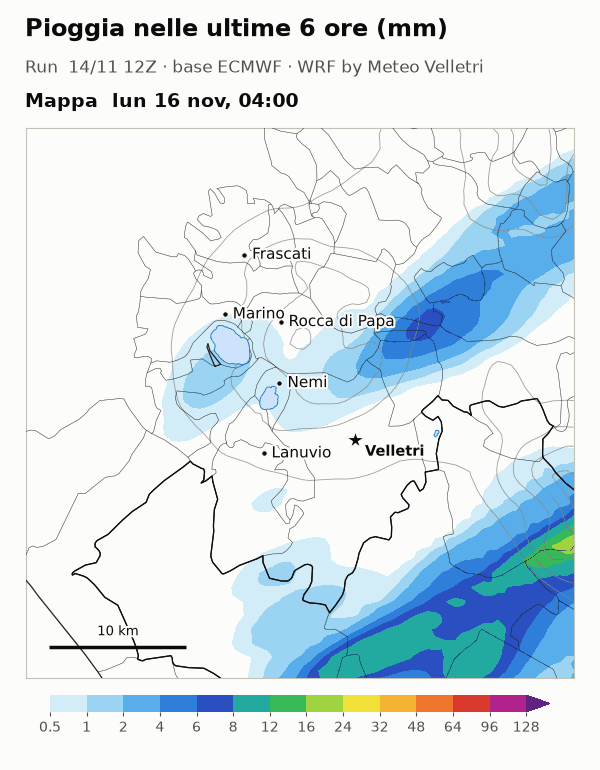 Pioggia nelle ultime 6 ore (mm)
Run  14/11 12Z · base ECMWF · WRF by Meteo Velletri
Mappa  lun 16 nov, 04:00
Frascati
Marino
Rocca di Papa
Nemi
Velletri
Lanuvio
10 km
0.5 1 2 4 6 8 12 16 24 32 48 64 96 128